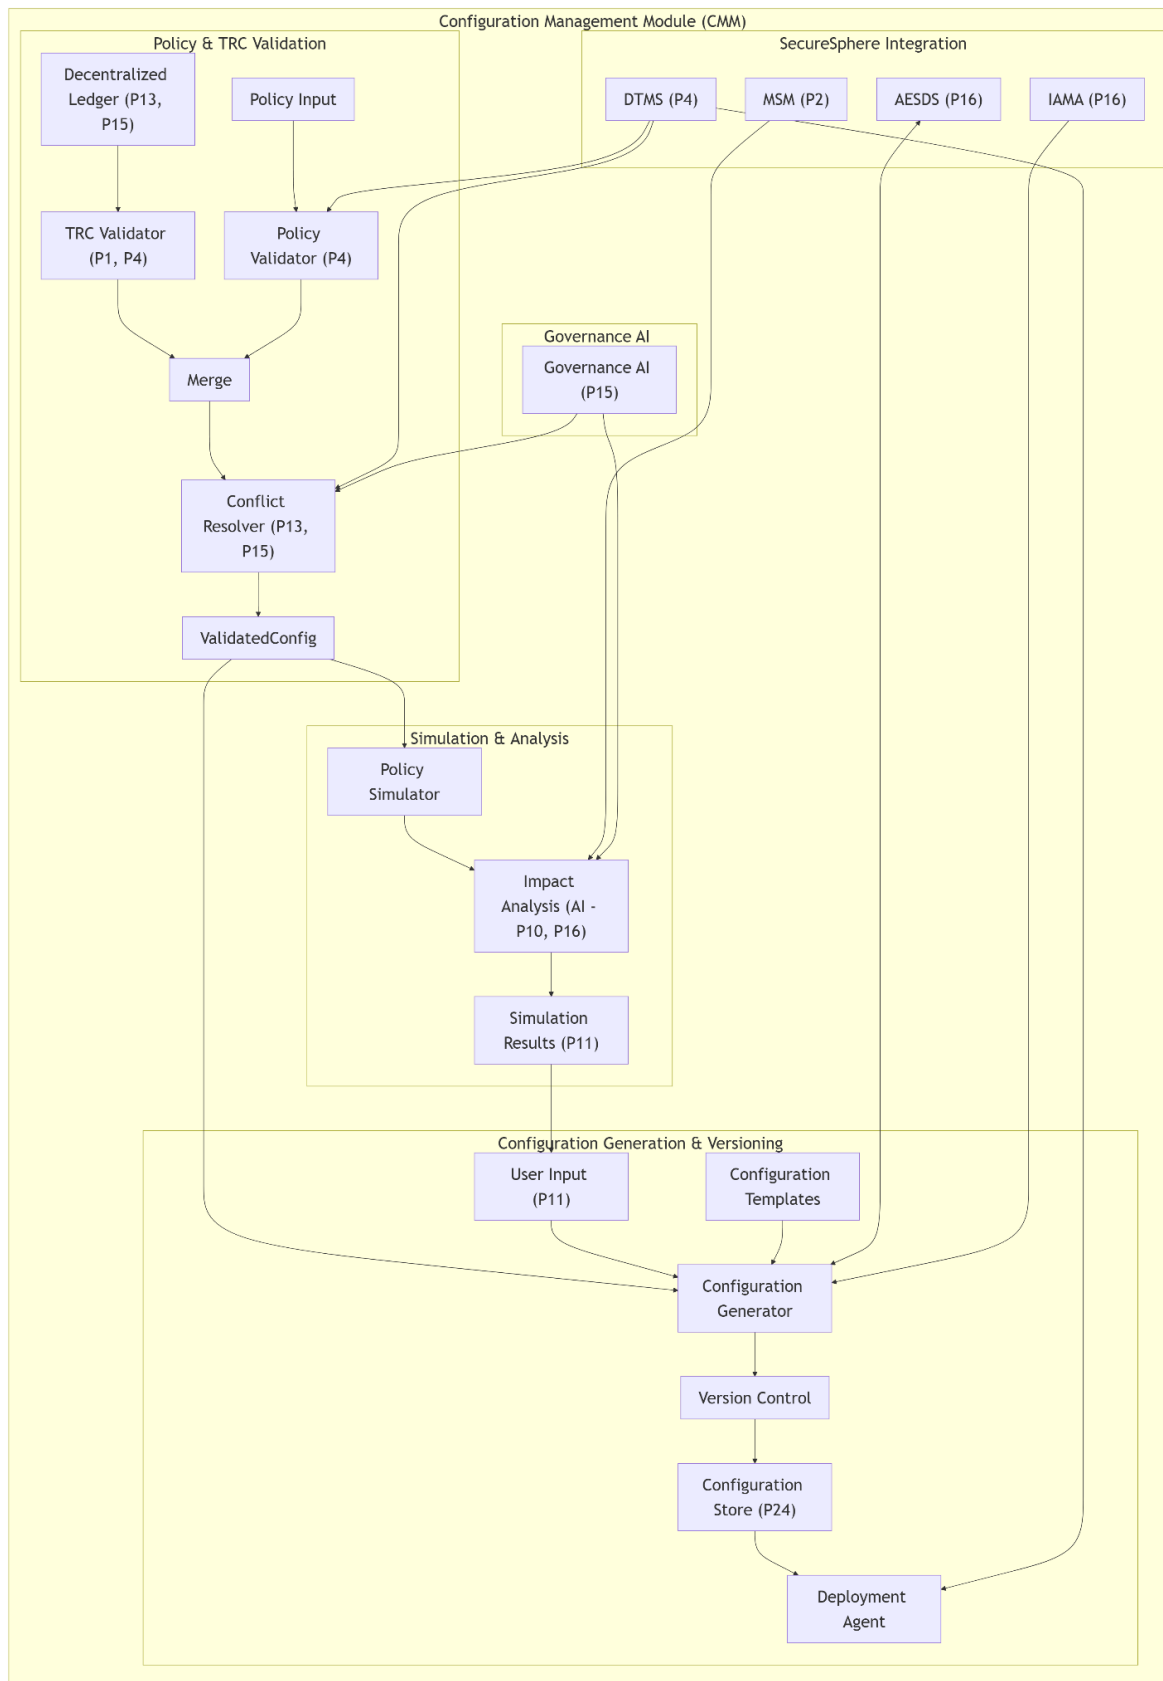 Configuration Management Module (CMM)
Policy & TRC Validation
SecureSphere Integration
Decentralized
Ledger (P13,
P15)
Policy Input
DTMS (P4)
MSM (P2)
AESDS (P16)
IAMA (P16)
TRC Validator
(P1, P4)
Policy
Validator (P4)
Governance AI
Governance AI
(P15)
Merge
Conflict
Resolver (P13,
P15)
ValidatedConfig
Simulation & Analysis
Policy
Simulator
Impact
Analysis (AI -
P10, P16)
Simulation
Results (P11)
Configuration Generation & Versioning
User Input
(P11)
Configuration
Templates
Configuration
Generator
Version Control
Configuration
Store (P24)
Deployment
Agent